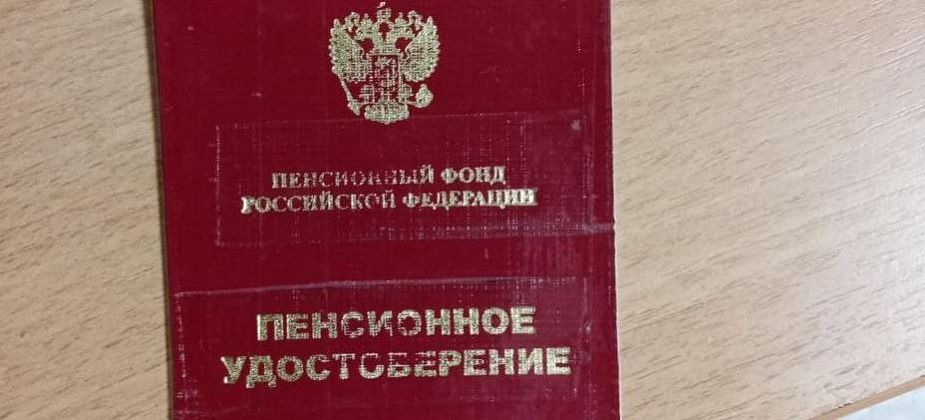 ПЕНСИОННЫЙ ФОНД
РОССИЙСКОЙ ФЕДЕРАЦИИ
ПЕНСИОННОЕ
УДОСТОВЕРЕНИЕ